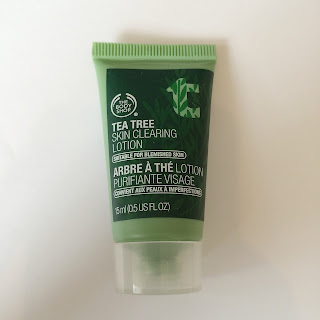 THE
BODY
SHOP®
TEA TREE
SKIN CLEARING
LOTION
SUITABLE FOR BLEMISHED SKIN
ARBRE À THÉ LOTION
PURIFIANTE VISAGE
CONVIENT AUX PEAUX À IMPERFECTIONS
15 ml (0.5 US FL OZ)